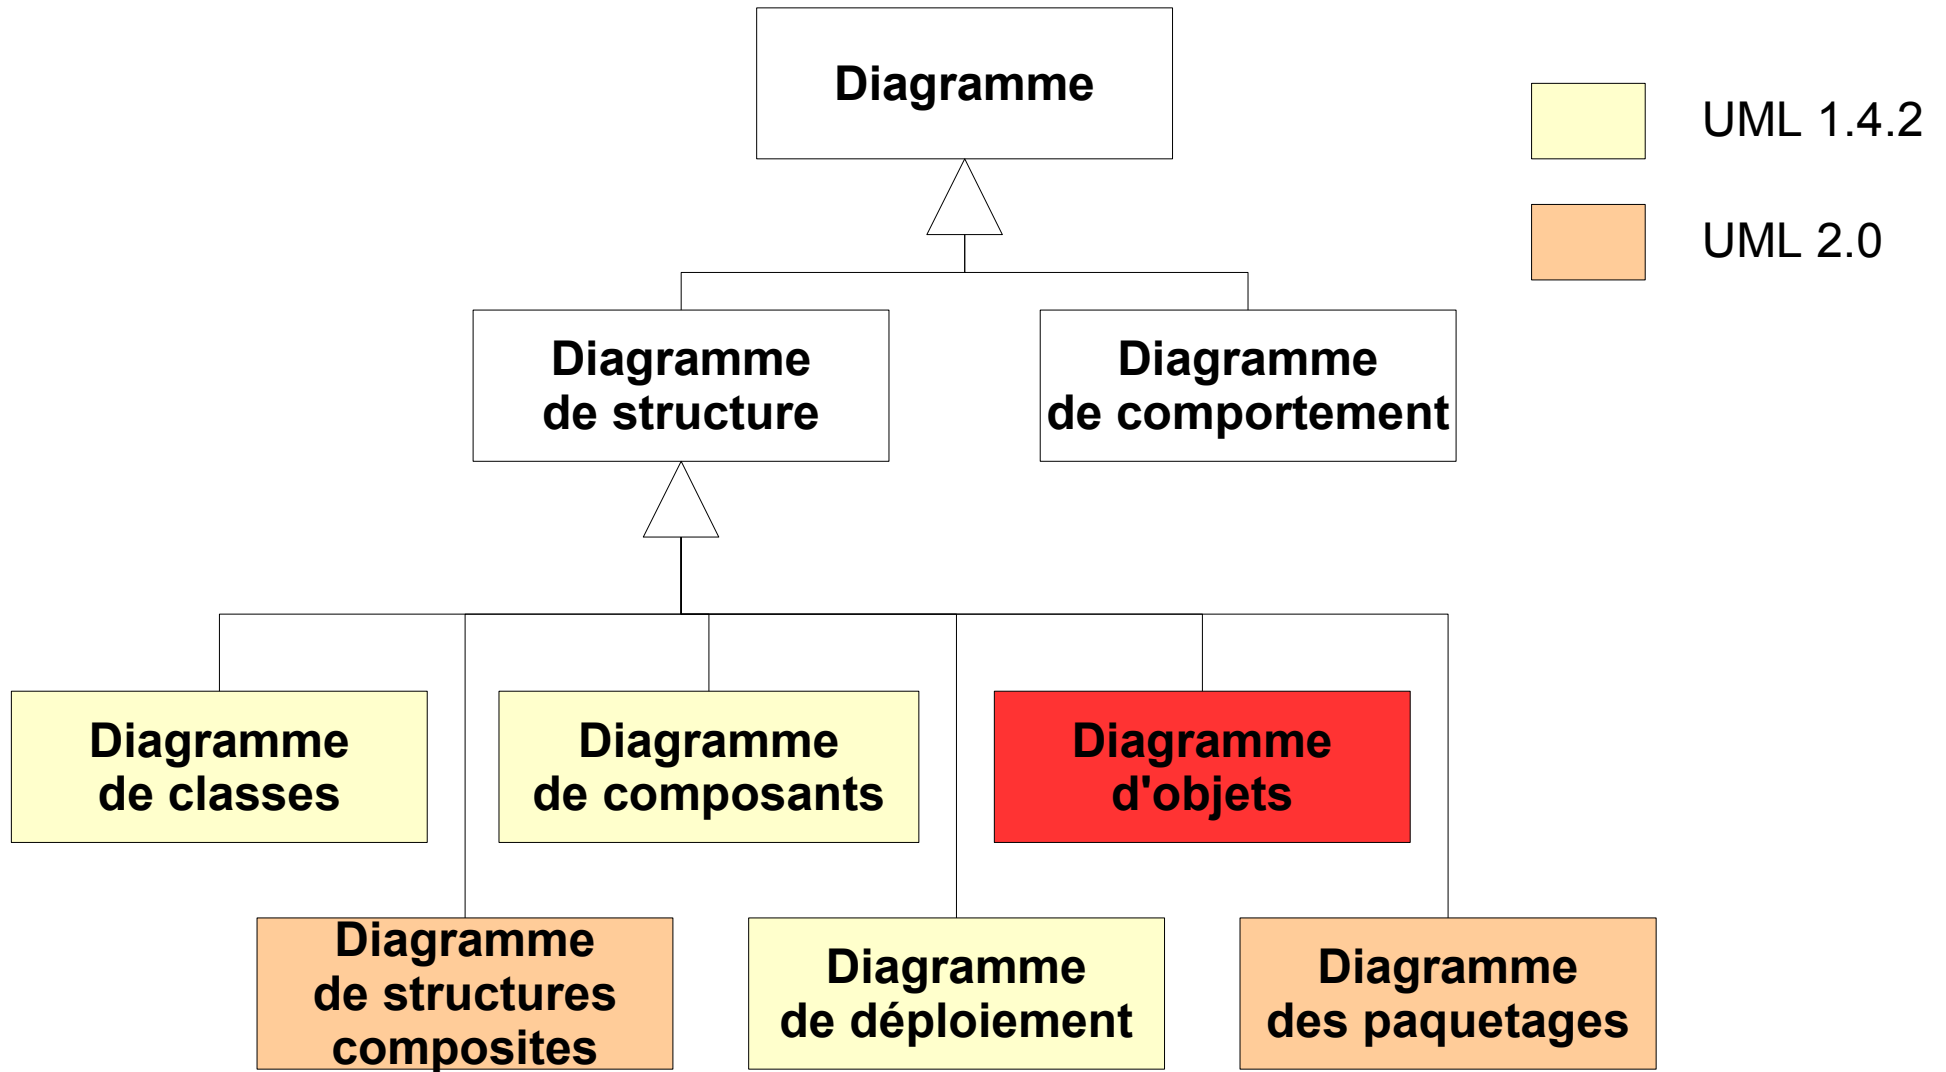 Diagramme
UML 1.4.2
UML 2.0
Diagramme
de structure
Diagramme
de comportement
Diagramme
de classes
Diagramme
de composants
Diagramme
d'objets
Diagramme
de structures
composites
Diagramme
de déploiement
Diagramme
des paquetages